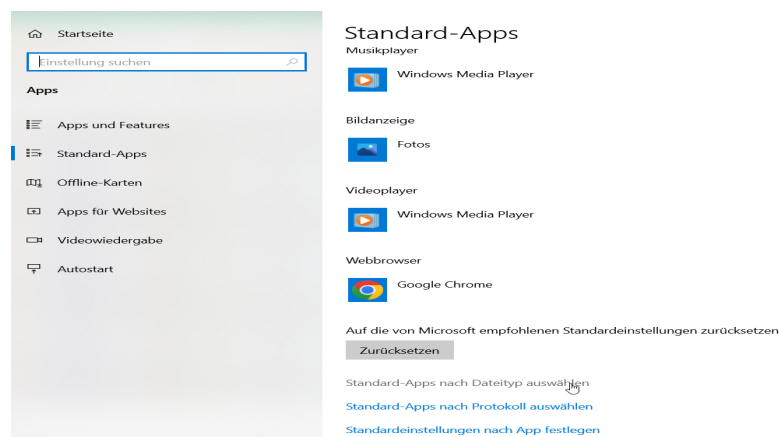 Startseite
Einstellung suchen
Apps
Apps und Features
Standard-Apps
Offline-Karten
Apps für Websites
Videowiedergabe
Autostart
Standard-Apps
Musikplayer
Windows Media Player
Bildanzeige
Fotos
Videoplayer
Windows Media Player
Webbrowser
Google Chrome
Auf die von Microsoft empfohlenen Standardeinstellungen zurücksetzen
Zurücksetzen
Standard-Apps nach Dateityp auswählen
Standard-Apps nach Protokoll auswählen
Standardeinstellungen nach App festlegen